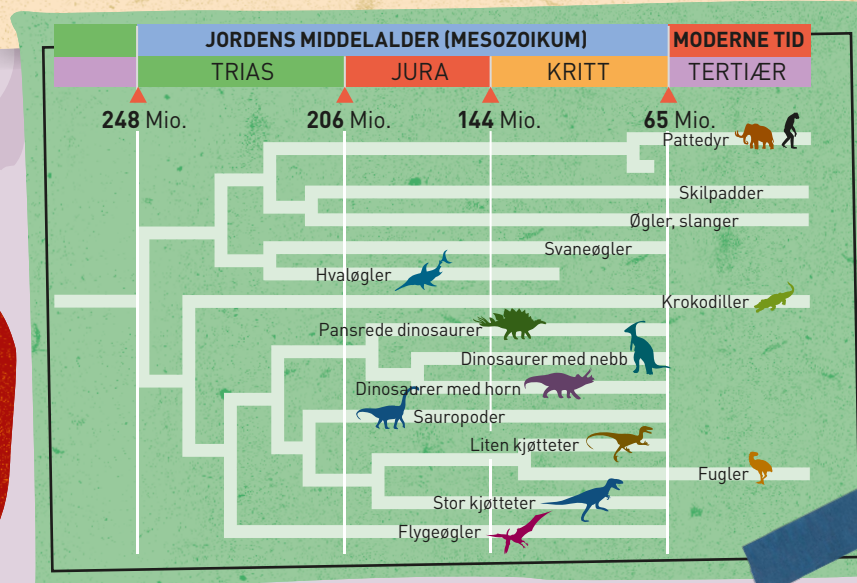 JORDENS MIDDELALDER (MESOZOIKUM) MODERNE TID
TRIAS JURA KRITT TERTIÆR
248 Mio. 206 Mio. 144 Mio. 65 Mio.
Pattedyr
Skilpadder
Øgler, slanger
Svaneøgler
Hvaløgler
Krokodiller
Pansrede dinosaurer
Dinosaurer med nebb
Dinosaurer med horn
Sauropoder
Liten kjøtteter
Fugler
Stor kjøtteter
Flygeøgler